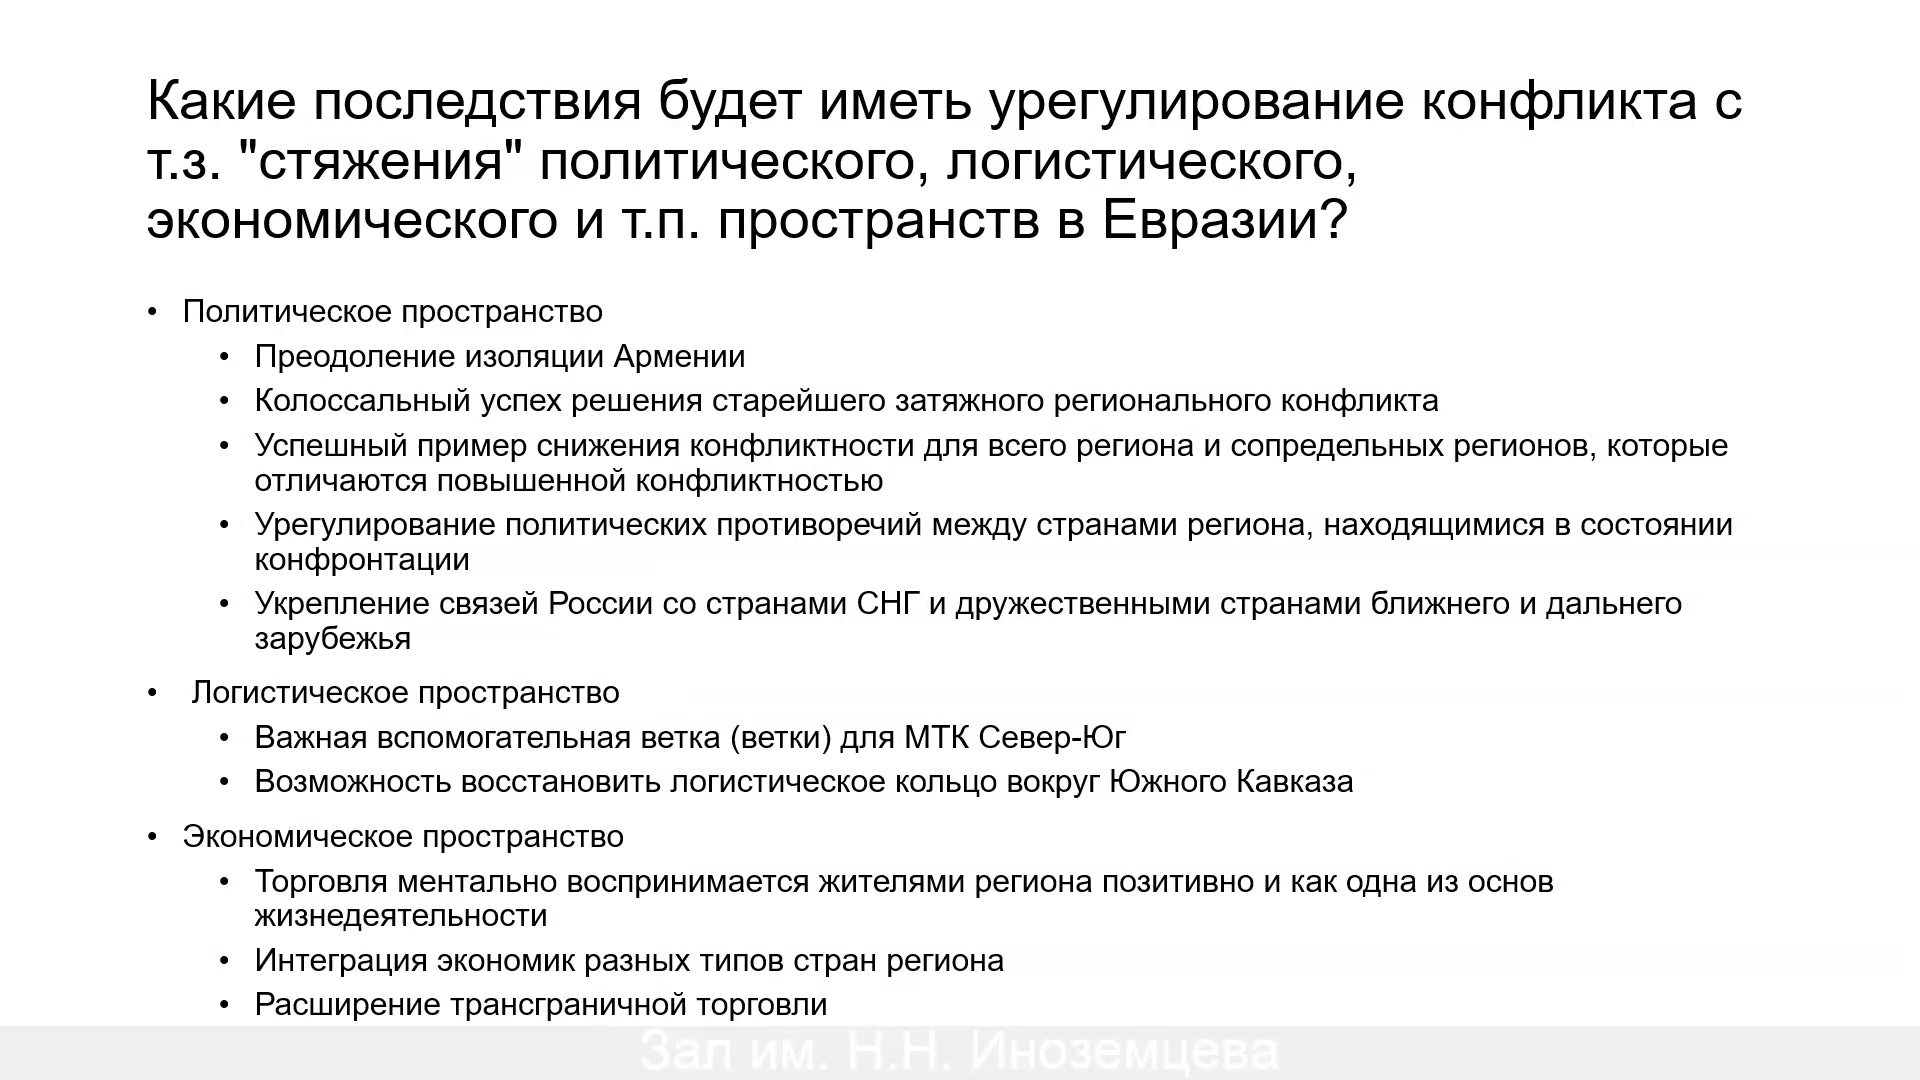 Какие последствия будет иметь урегулирование конфликта с
т.з. "стяжения" политического, логистического,
экономического и т.п. пространств в Евразии?
• Политическое пространство
• Преодоление изоляции Армении
• Колоссальный успех решения старейшего затяжного регионального конфликта
• Успешный пример снижения конфликтности для всего региона и сопредельных регионов, которые
отличаются повышенной конфликтностью
• Урегулирование политических противоречий между странами региона, находящимися в состоянии
конфронтации
• Укрепление связей России со странами СНГ и дружественными странами ближнего и дальнего
зарубежья
• Логистическое пространство
• Важная вспомогательная ветка (ветки) для МТК Север-Юг
• Возможность восстановить логистическое кольцо вокруг Южного Кавказа
• Экономическое пространство
• Торговля ментально воспринимается жителями региона позитивно и как одна из основ
жизнедеятельности
• Интеграция экономик разных типов стран региона
• Расширение трансграничной торговли
Зал им. Н.Н. Иноземцева